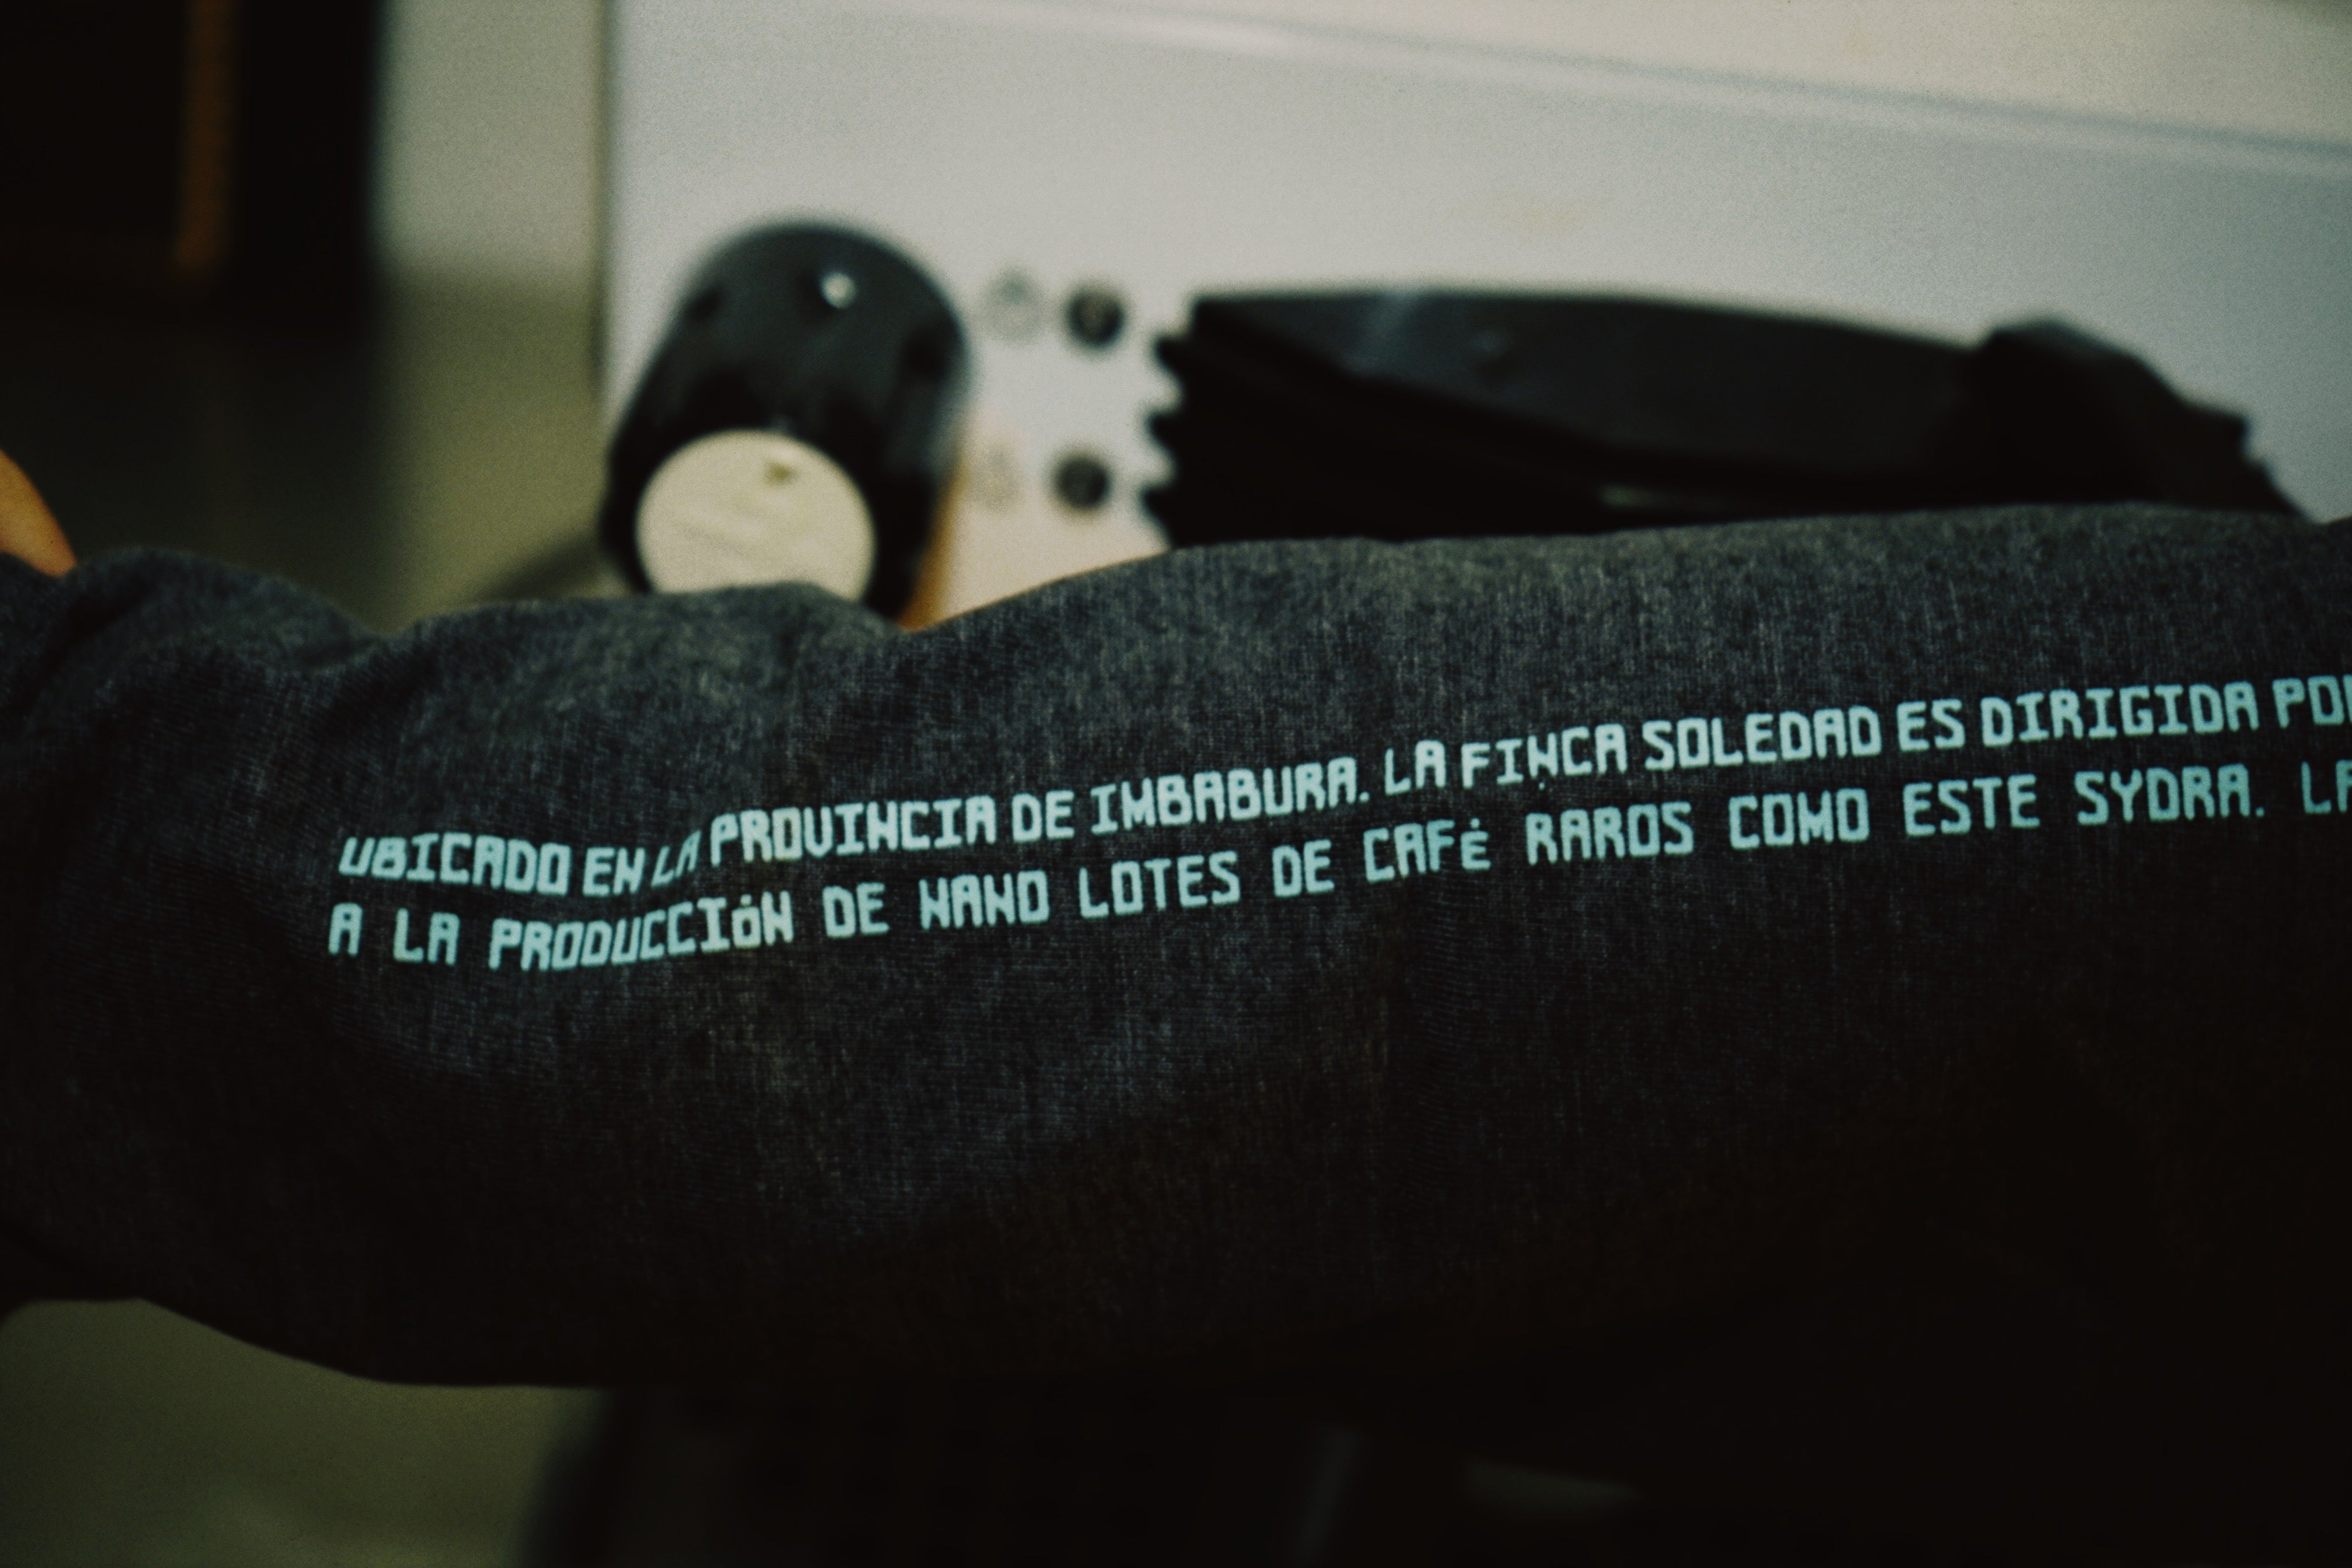 UBICADO EN LA PROVINCIA DE IMBABURA. LA FINCA SOLEDAD ES DIRIGIDA
A LA PRODUCCIÓN DE NANO LOTES DE CAFÉ RAROS COMO ESTE SYDRA.